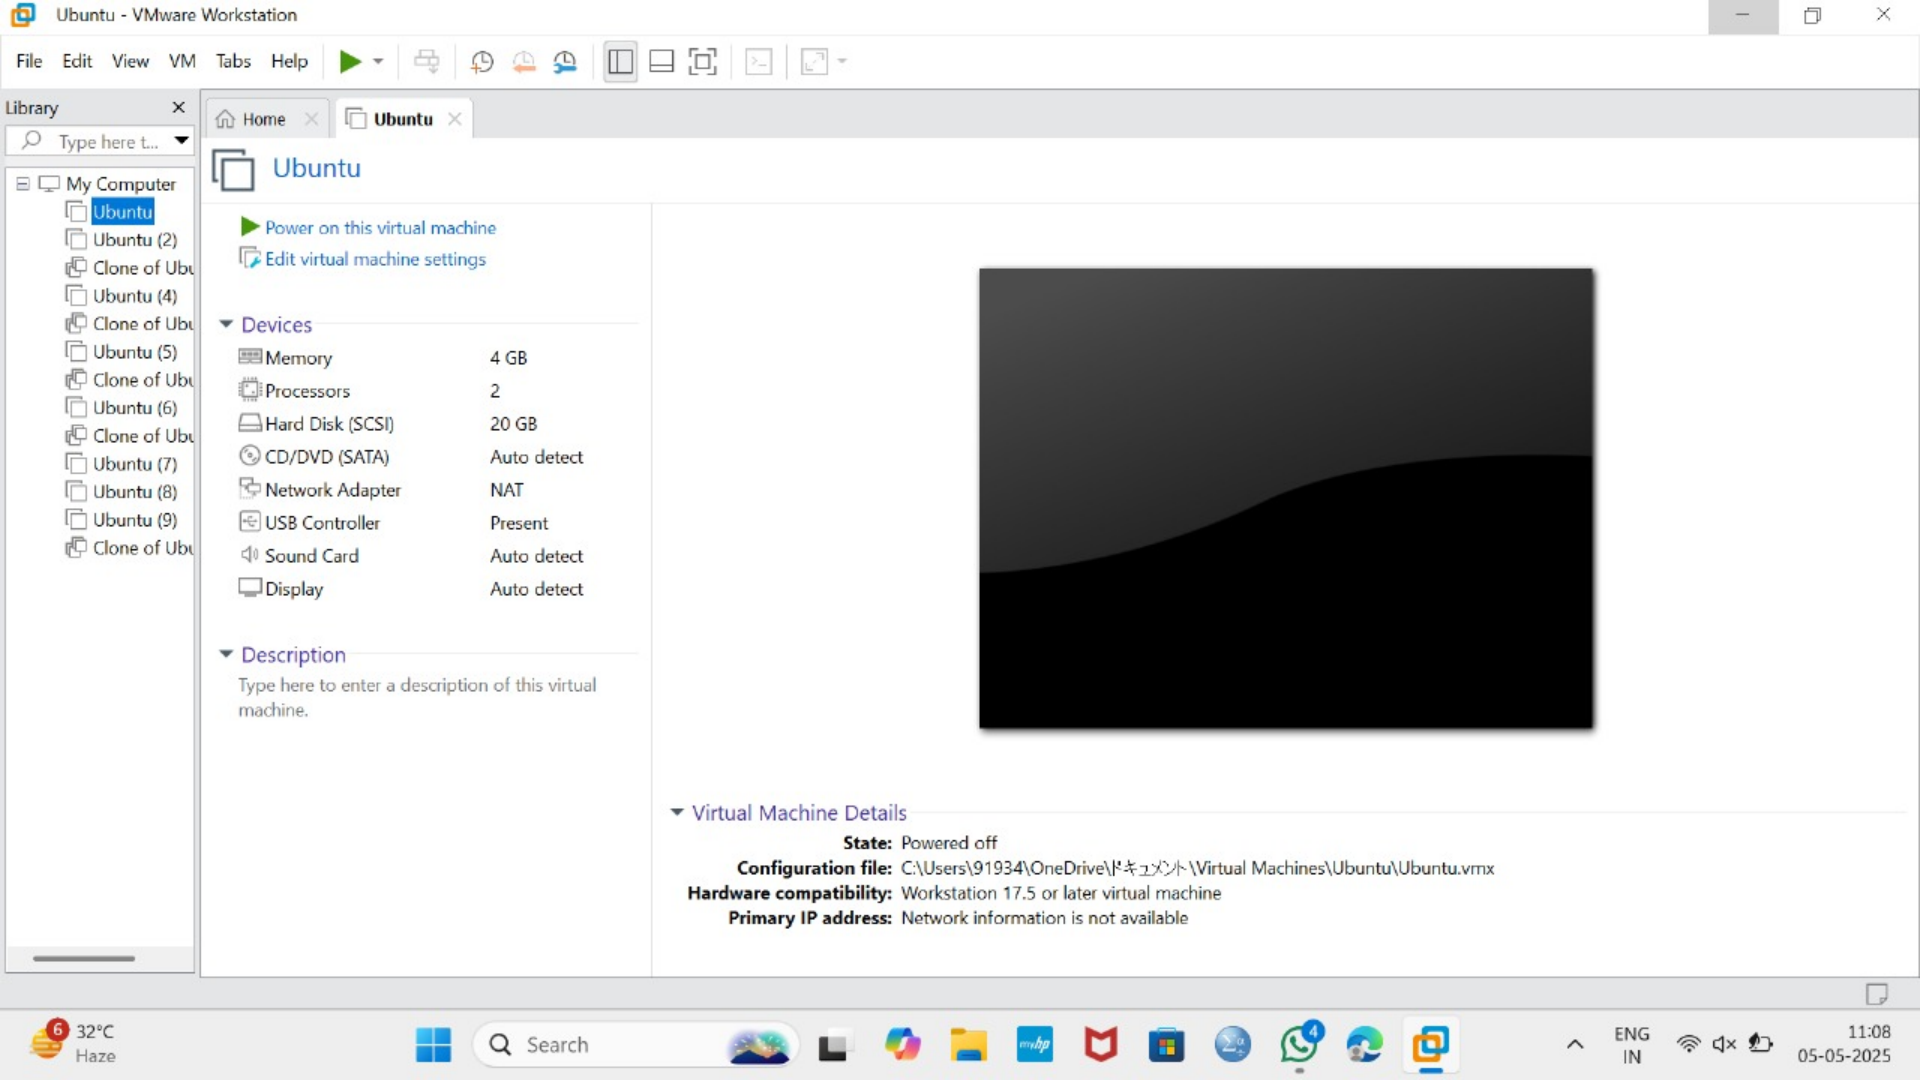 Ubuntu - VMware Workstation
File Edit View VM Tabs Help
Library
Type here t...
My Computer
Ubuntu
Ubuntu (2)
Clone of Ubu
Ubuntu (4)
Clone of Ubu
Ubuntu (5)
Clone of Ubu
Ubuntu (6)
Clone of Ubu
Ubuntu (7)
Ubuntu (8)
Ubuntu (9)
Clone of Ubu
Home Ubuntu
Ubuntu
Power on this virtual machine
Edit virtual machine settings
Devices
Memory 4 GB
Processors 2
Hard Disk (SCSI) 20 GB
CD/DVD (SATA) Auto detect
Network Adapter NAT
USB Controller Present
Sound Card Auto detect
Display Auto detect
Description
Type here to enter a description of this virtual
machine.
Virtual Machine Details
State: Powered off
Configuration file: C:\Users\91934\OneDrive\ドキュメント\Virtual Machines\Ubuntu\Ubuntu.vmx
Hardware compatibility: Workstation 17.5 or later virtual machine
Primary IP address: Network information is not available
6 32°C
Haze
Search
myhp
4
ENG
IN
11:08
05-05-2025